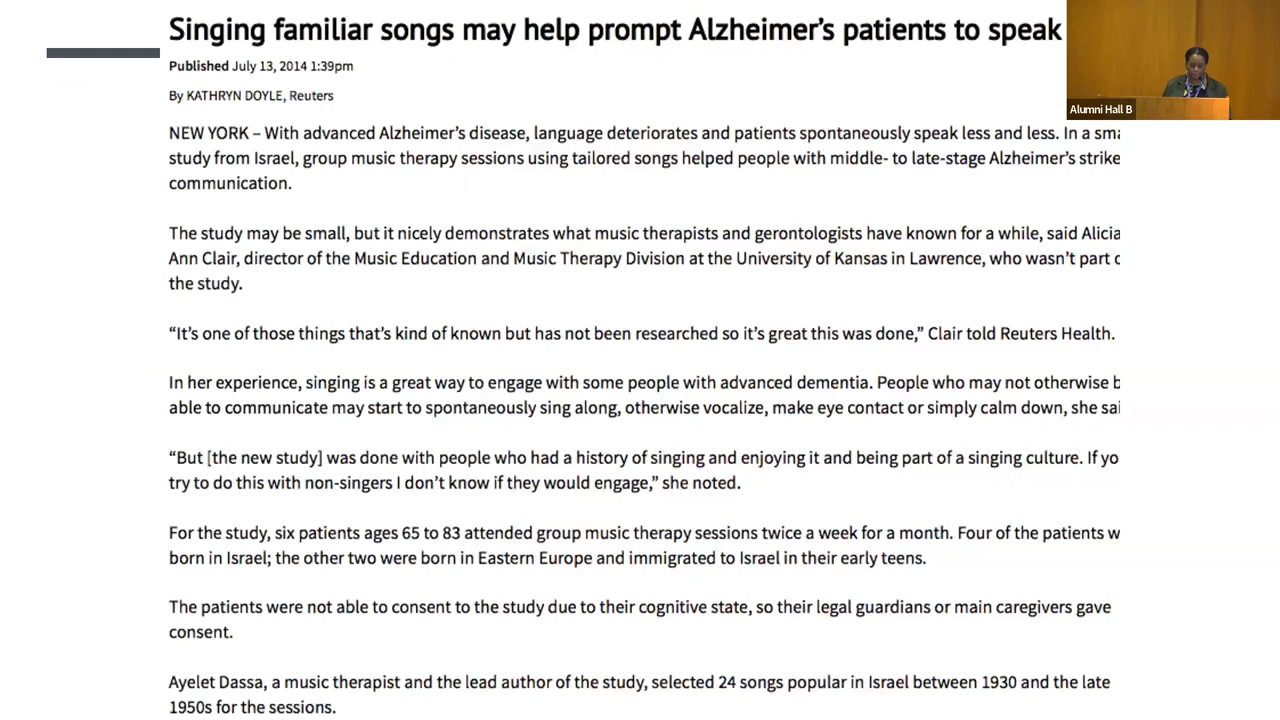 Singing familiar songs may help prompt Alzheimer's patients to speak
Published July 13, 2014 1:39pm
By KATHRYN DOYLE, Reuters
Alumni Hall B
NEW YORK – With advanced Alzheimer's disease, language deteriorates and patients spontaneously speak less and less. In a
study from Israel, group music therapy sessions using tailored songs helped people with middle- to late-stage Alzheimer's strike
communication.
The study may be small, but it nicely demonstrates what music therapists and gerontologists have known for a while, said Alicia
Ann Clair, director of the Music Education and Music Therapy Division at the University of Kansas in Lawrence, who wasn't part
the study.
“It's one of those things that's kind of known but has not been researched so it's great this was done,” Clair told Reuters Health.
In her experience, singing is a great way to engage with some people with advanced dementia. People who may not otherwise
able to communicate may start to spontaneously sing along, otherwise vocalize, make eye contact or simply calm down, she
“But [the new study] was done with people who had a history of singing and enjoying it and being part of a singing culture. If
try to do this with non-singers I don't know if they would engage,” she noted.
For the study, six patients ages 65 to 83 attended group music therapy sessions twice a week for a month. Four of the patients
born in Israel; the other two were born in Eastern Europe and immigrated to Israel in their early teens.
The patients were not able to consent to the study due to their cognitive state, so their legal guardians or main caregivers gave
consent.
Ayelet Dassa, a music therapist and the lead author of the study, selected 24 songs popular in Israel between 1930 and the late
1950s for the sessions.